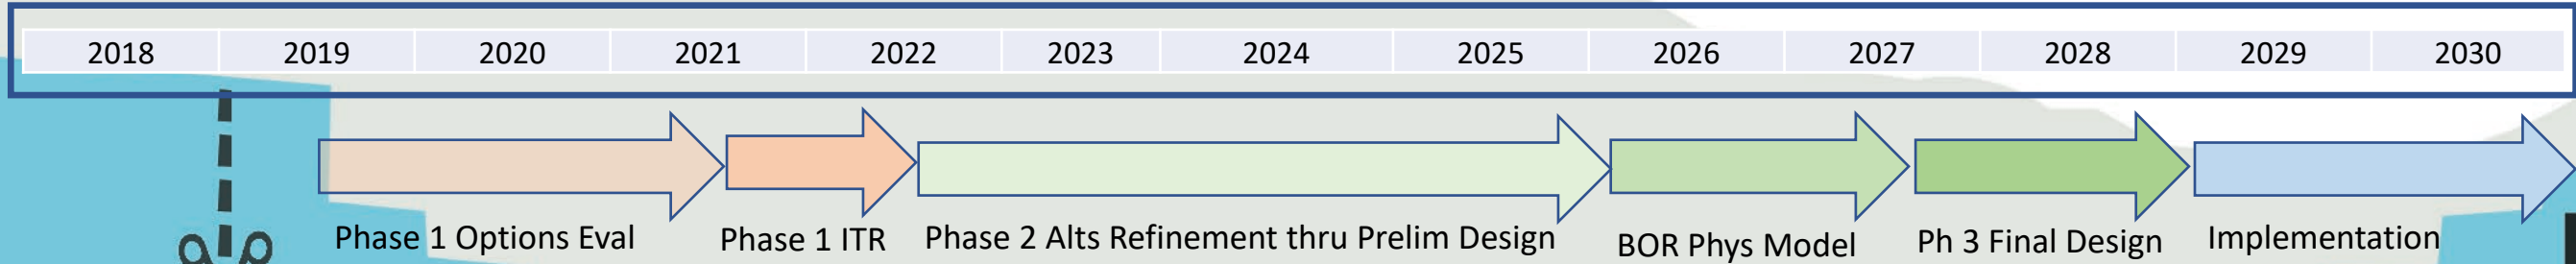 2018 2019 2020 2021 2022 2023 2024 2025 2026 2027 2028 2029 2030
Phase 1 Options Eval Phase 1 ITR Phase 2 Alts Refinement thru Prelim Design BOR Phys Model Ph 3 Final Design Implementation